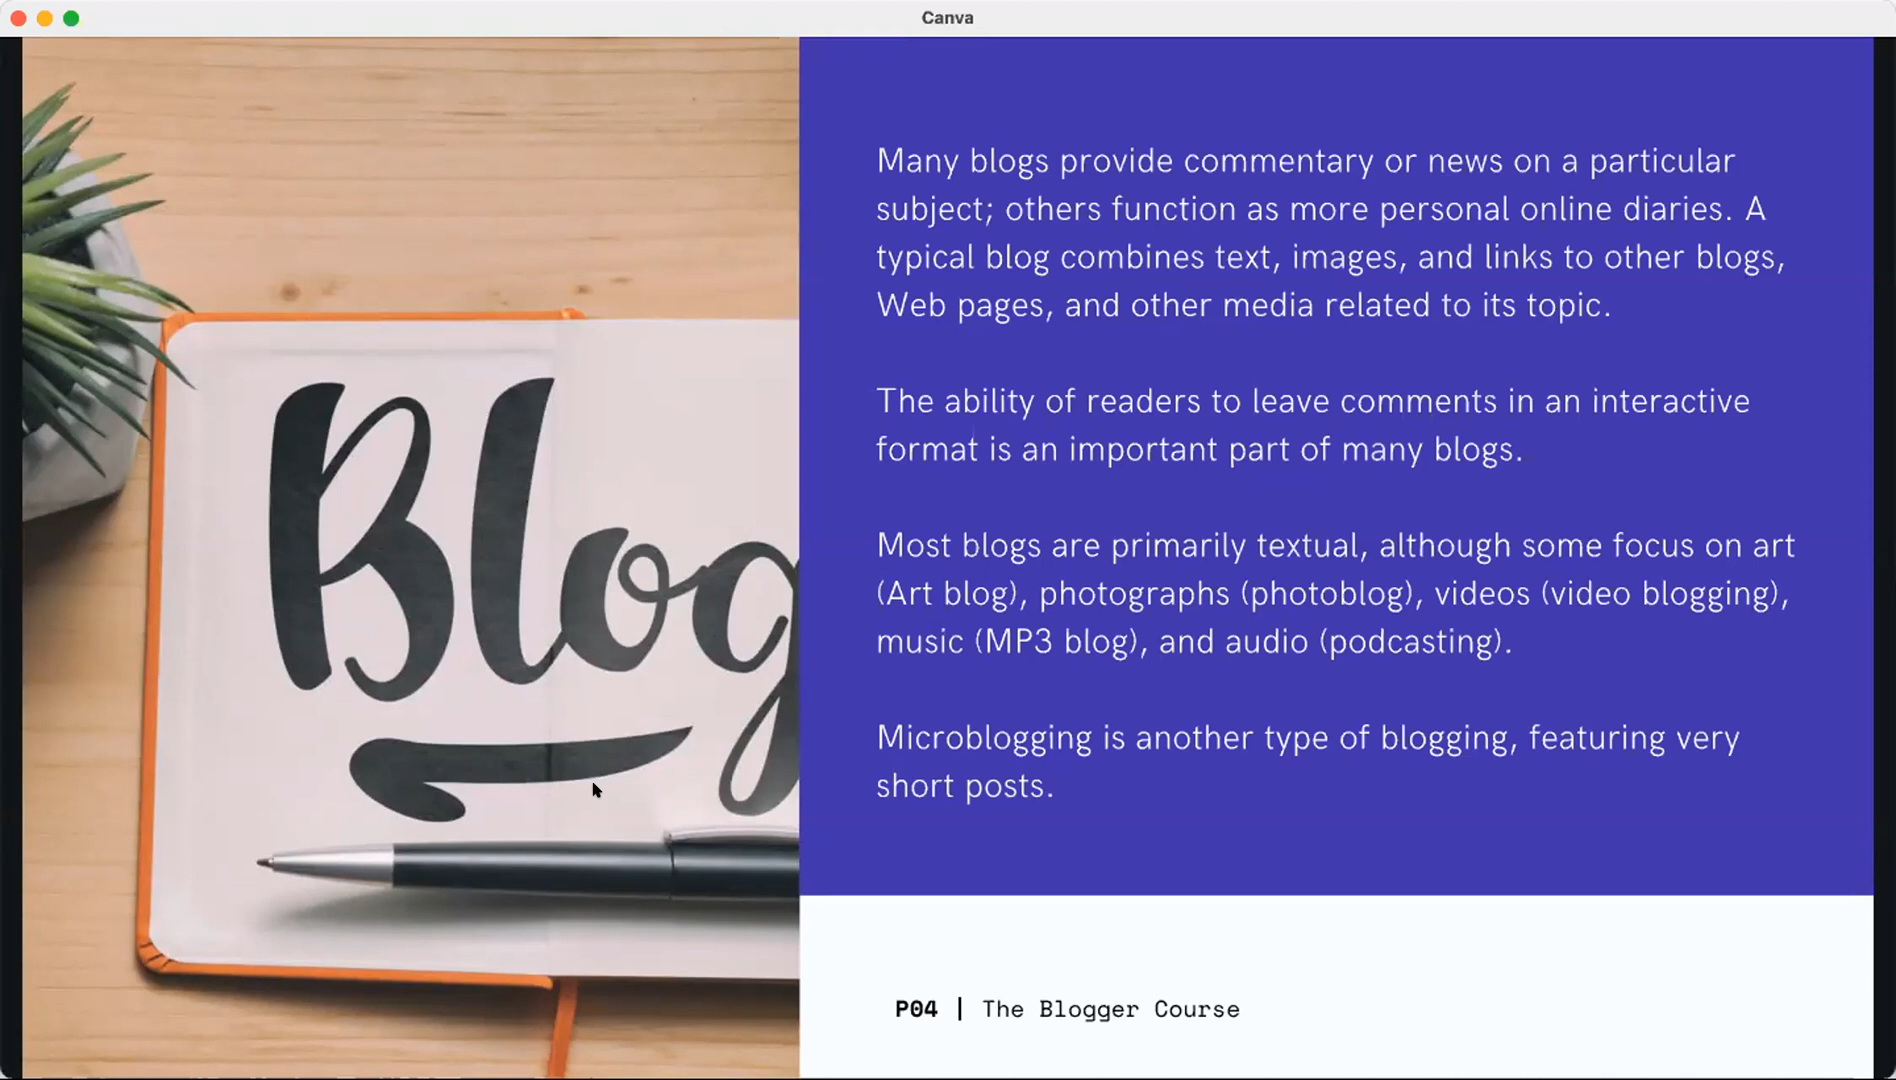 Canva
Blog
Many blogs provide commentary or news on a particular
subject; others function as more personal online diaries. A
typical blog combines text, images, and links to other blogs,
Web pages, and other media related to its topic.
The ability of readers to leave comments in an interactive
format is an important part of many blogs.
Most blogs are primarily textual, although some focus on art
(Art blog), photographs (photoblog), videos (video blogging),
music (MP3 blog), and audio (podcasting).
Microblogging is another type of blogging, featuring very
short posts.
P04 | The Blogger Course